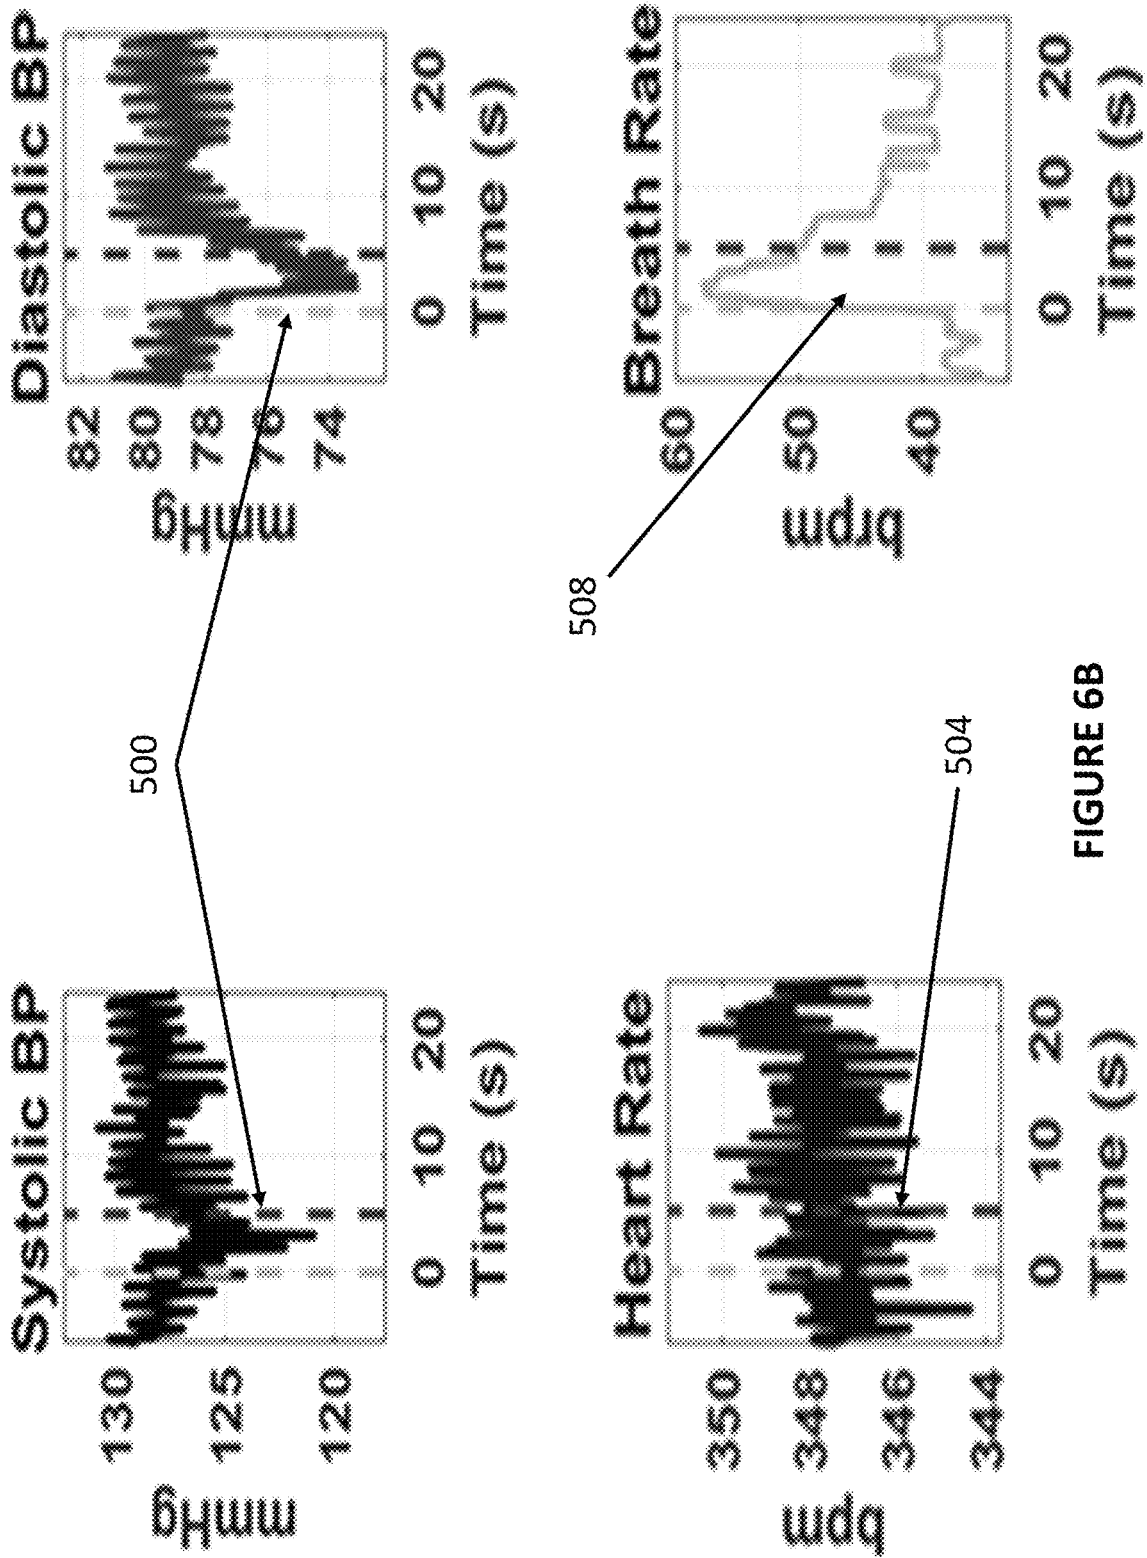 Systolic BP
mmHg
130
125
120
0 10 20
Time (s)
500
Diastolic BP
mmHg
82
80
78
76
74
0 10 20
Time (s)
Heart Rate
bpm
350
348
346
344
0 10 20
Time (s)
504
508
Breath Rate
brpm
60
50
40
0 10 20
Time (s)
FIGURE 6B